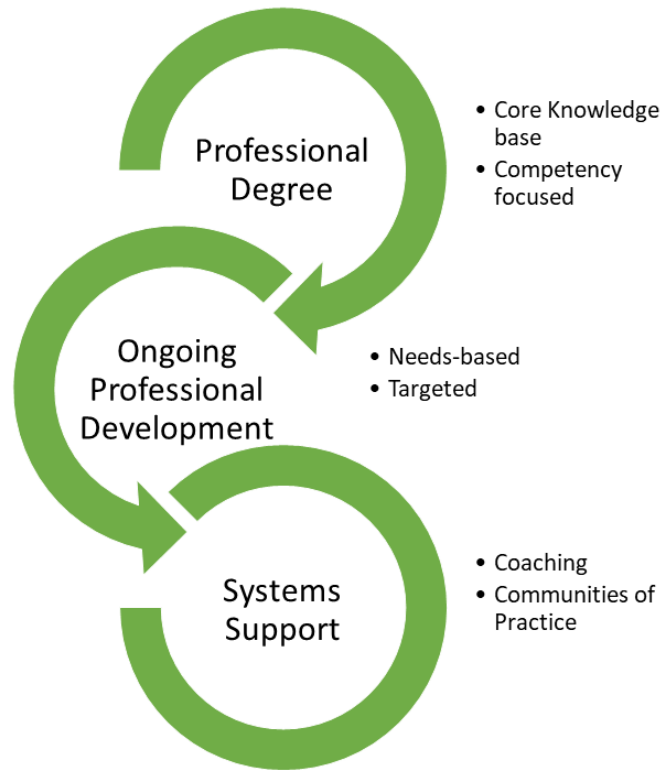 Professional
Degree
• Core Knowledge
base
• Competency
focused
Ongoing
Professional
Development
• Needs-based
• Targeted
Systems
Support
• Coaching
• Communities of
Practice